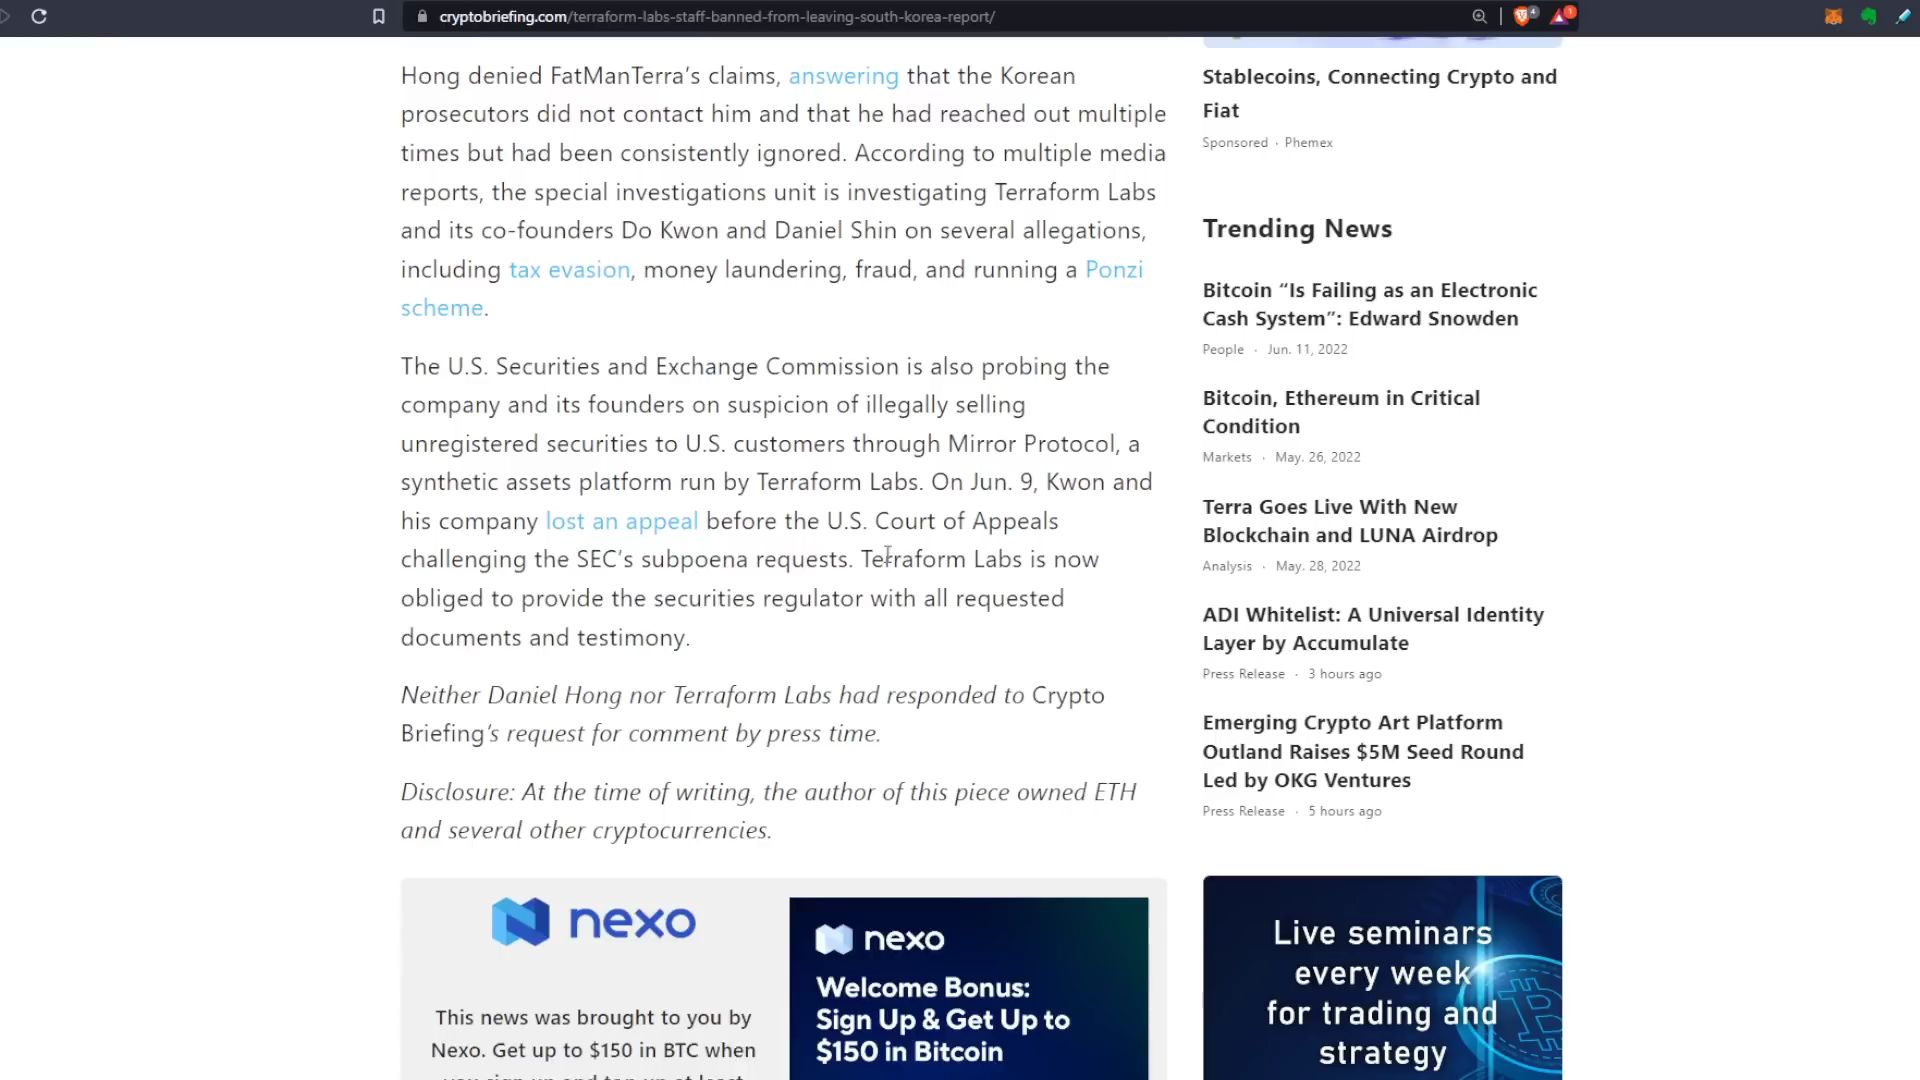 cryptobriefing.com/terraform-labs-staff-banned-from-leaving-south-korea-report/
4
1
Hong denied FatManTerra’s claims, answering that the Korean
prosecutors did not contact him and that he had reached out multiple
times but had been consistently ignored. According to multiple media
reports, the special investigations unit is investigating Terraform Labs
and its co-founders Do Kwon and Daniel Shin on several allegations,
including tax evasion, money laundering, fraud, and running a Ponzi
scheme.
The U.S. Securities and Exchange Commission is also probing the
company and its founders on suspicion of illegally selling
unregistered securities to U.S. customers through Mirror Protocol, a
synthetic assets platform run by Terraform Labs. On Jun. 9, Kwon and
his company lost an appeal before the U.S. Court of Appeals
challenging the SEC’s subpoena requests. Terraform Labs is now
obliged to provide the securities regulator with all requested
documents and testimony.
Neither Daniel Hong nor Terraform Labs had responded to Crypto
Briefing’s request for comment by press time.
Disclosure: At the time of writing, the author of this piece owned ETH
and several other cryptocurrencies.
nexo
This news was brought to you by
Nexo. Get up to $150 in BTC when
nexo
Welcome Bonus:
Sign Up & Get Up to
$150 in Bitcoin
Stablecoins, Connecting Crypto and
Fiat
Sponsored · Phemex
Trending News
Bitcoin “Is Failing as an Electronic
Cash System”: Edward Snowden
People · Jun. 11, 2022
Bitcoin, Ethereum in Critical
Condition
Markets · May. 26, 2022
Terra Goes Live With New
Blockchain and LUNA Airdrop
Analysis · May. 28, 2022
ADI Whitelist: A Universal Identity
Layer by Accumulate
Press Release · 3 hours ago
Emerging Crypto Art Platform
Outland Raises $5M Seed Round
Led by OKG Ventures
Press Release · 5 hours ago
Live seminars
every week
for trading and
strategy